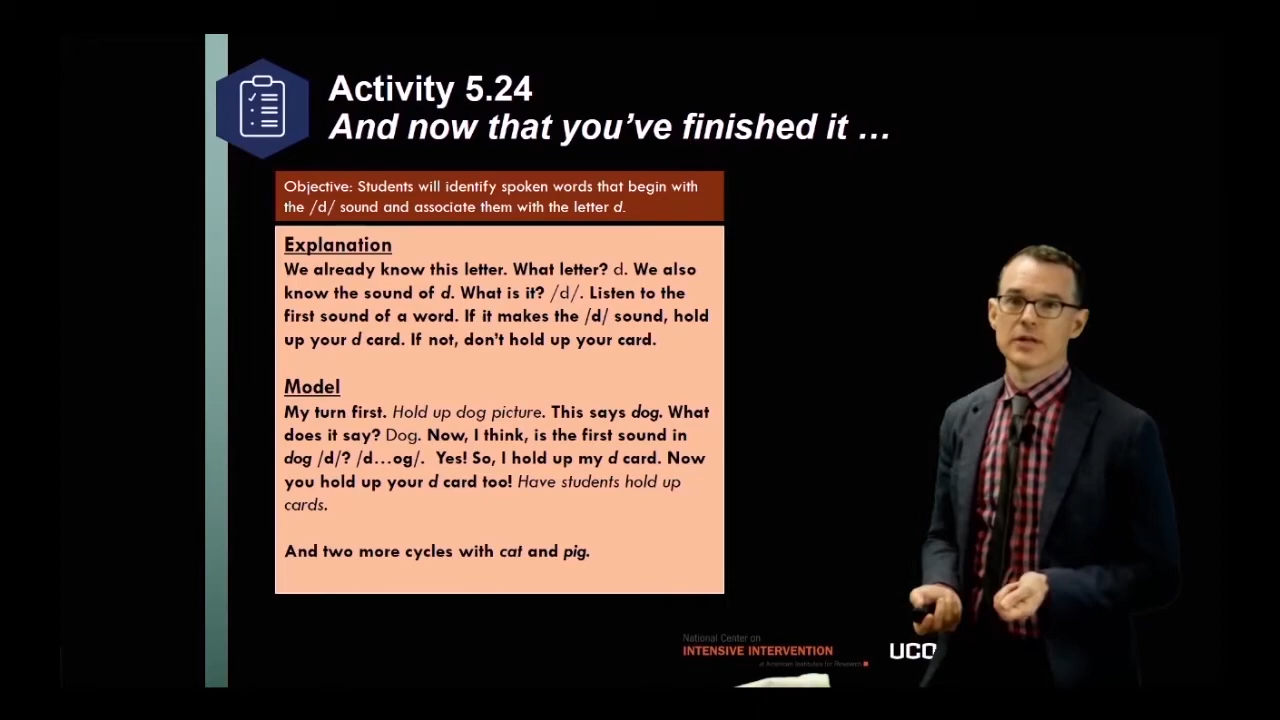 Activity 5.24
And now that you've finished it ...
Objective: Students will identify spoken words that begin with
the /d/ sound and associate them with the letter d.
Explanation
We already know this letter. What letter? d. We also
know the sound of d. What is it? /d/. Listen to the
first sound of a word. If it makes the /d/ sound, hold
up your d card. If not, don't hold up your card.
Model
My turn first. Hold up dog picture. This says dog. What
does it say? Dog. Now, I think, is the first sound in
dog /d/? /d...og/. Yes! So, I hold up my d card. Now
you hold up your d card too! Have students hold up
cards.
And two more cycles with cat and pig.
National Center on
INTENSIVE INTERVENTION
at American Institutes for Research
UCO